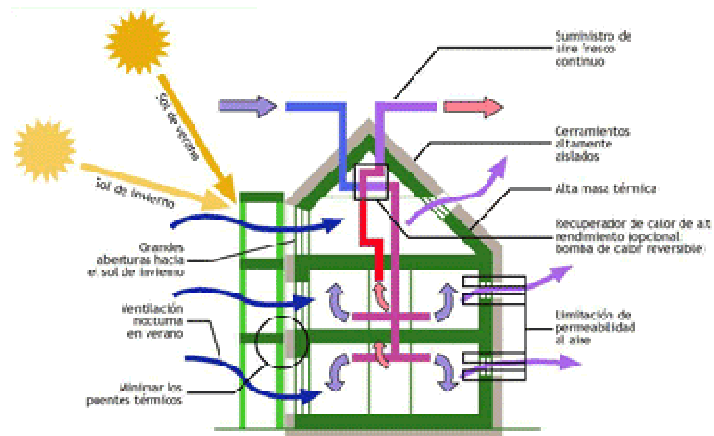 Suministro de
aire fresco
continuo
Sol de verano
Sol de invierno
Cerramientos
altamente
aislados
Alta masa térmica
Recuperador de calor de alt
rendimiento (opcional:
bomba de calor reversible)
Grandes
aberturas hacia
el sol de invierno
Ventilación
nocturna
en verano
Limitación de
permeabilidad
al aire
Minimar los
puentes térmicos